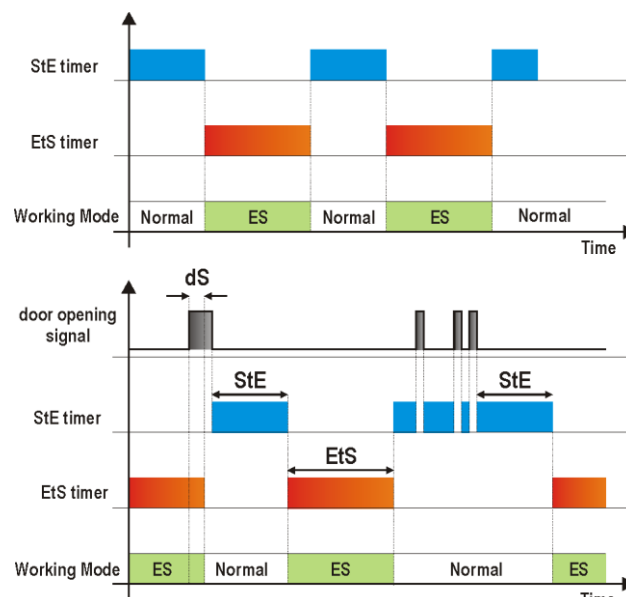 StE timer
EtS timer
Working Mode Normal ES Normal ES Normal
Time
dS
door opening
signal
StE StE
StE timer
EtS
EtS timer
Working Mode ES Normal ES Normal ES
Time